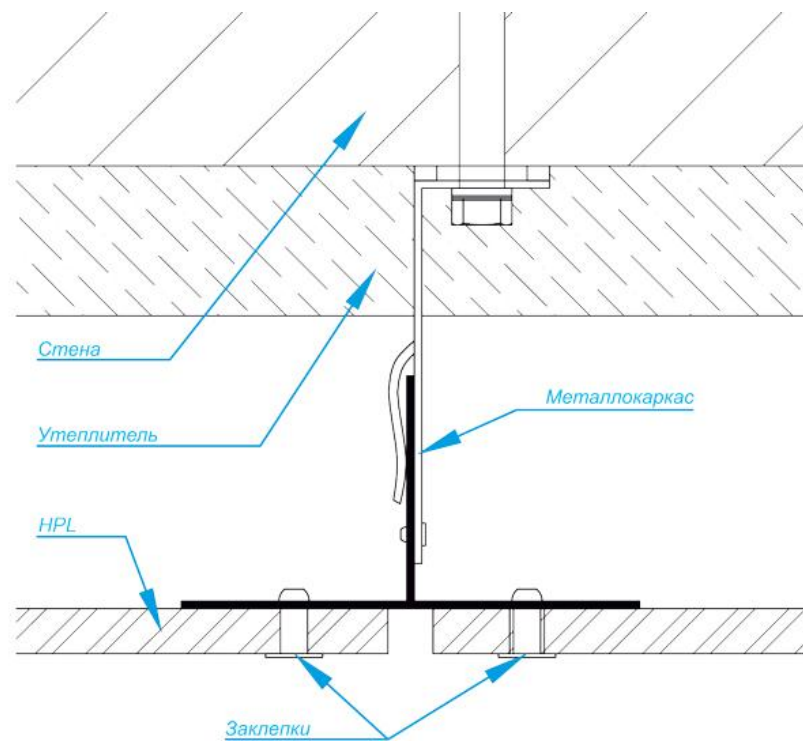 Стена
Металлокаркас
Утеплитель
HPL
Заклепки